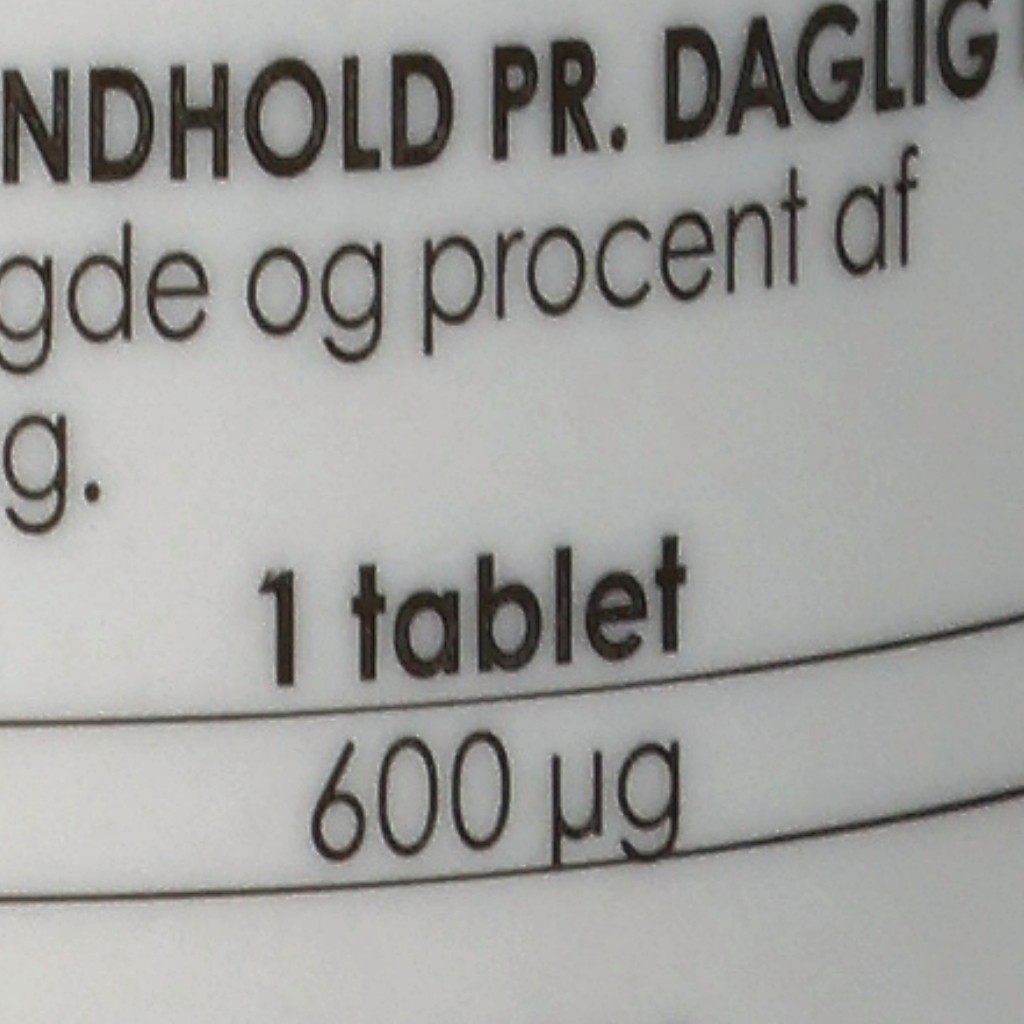 NDHOLD PR. DAGLIG
gde og procent af
g.
1 tablet
600 µg